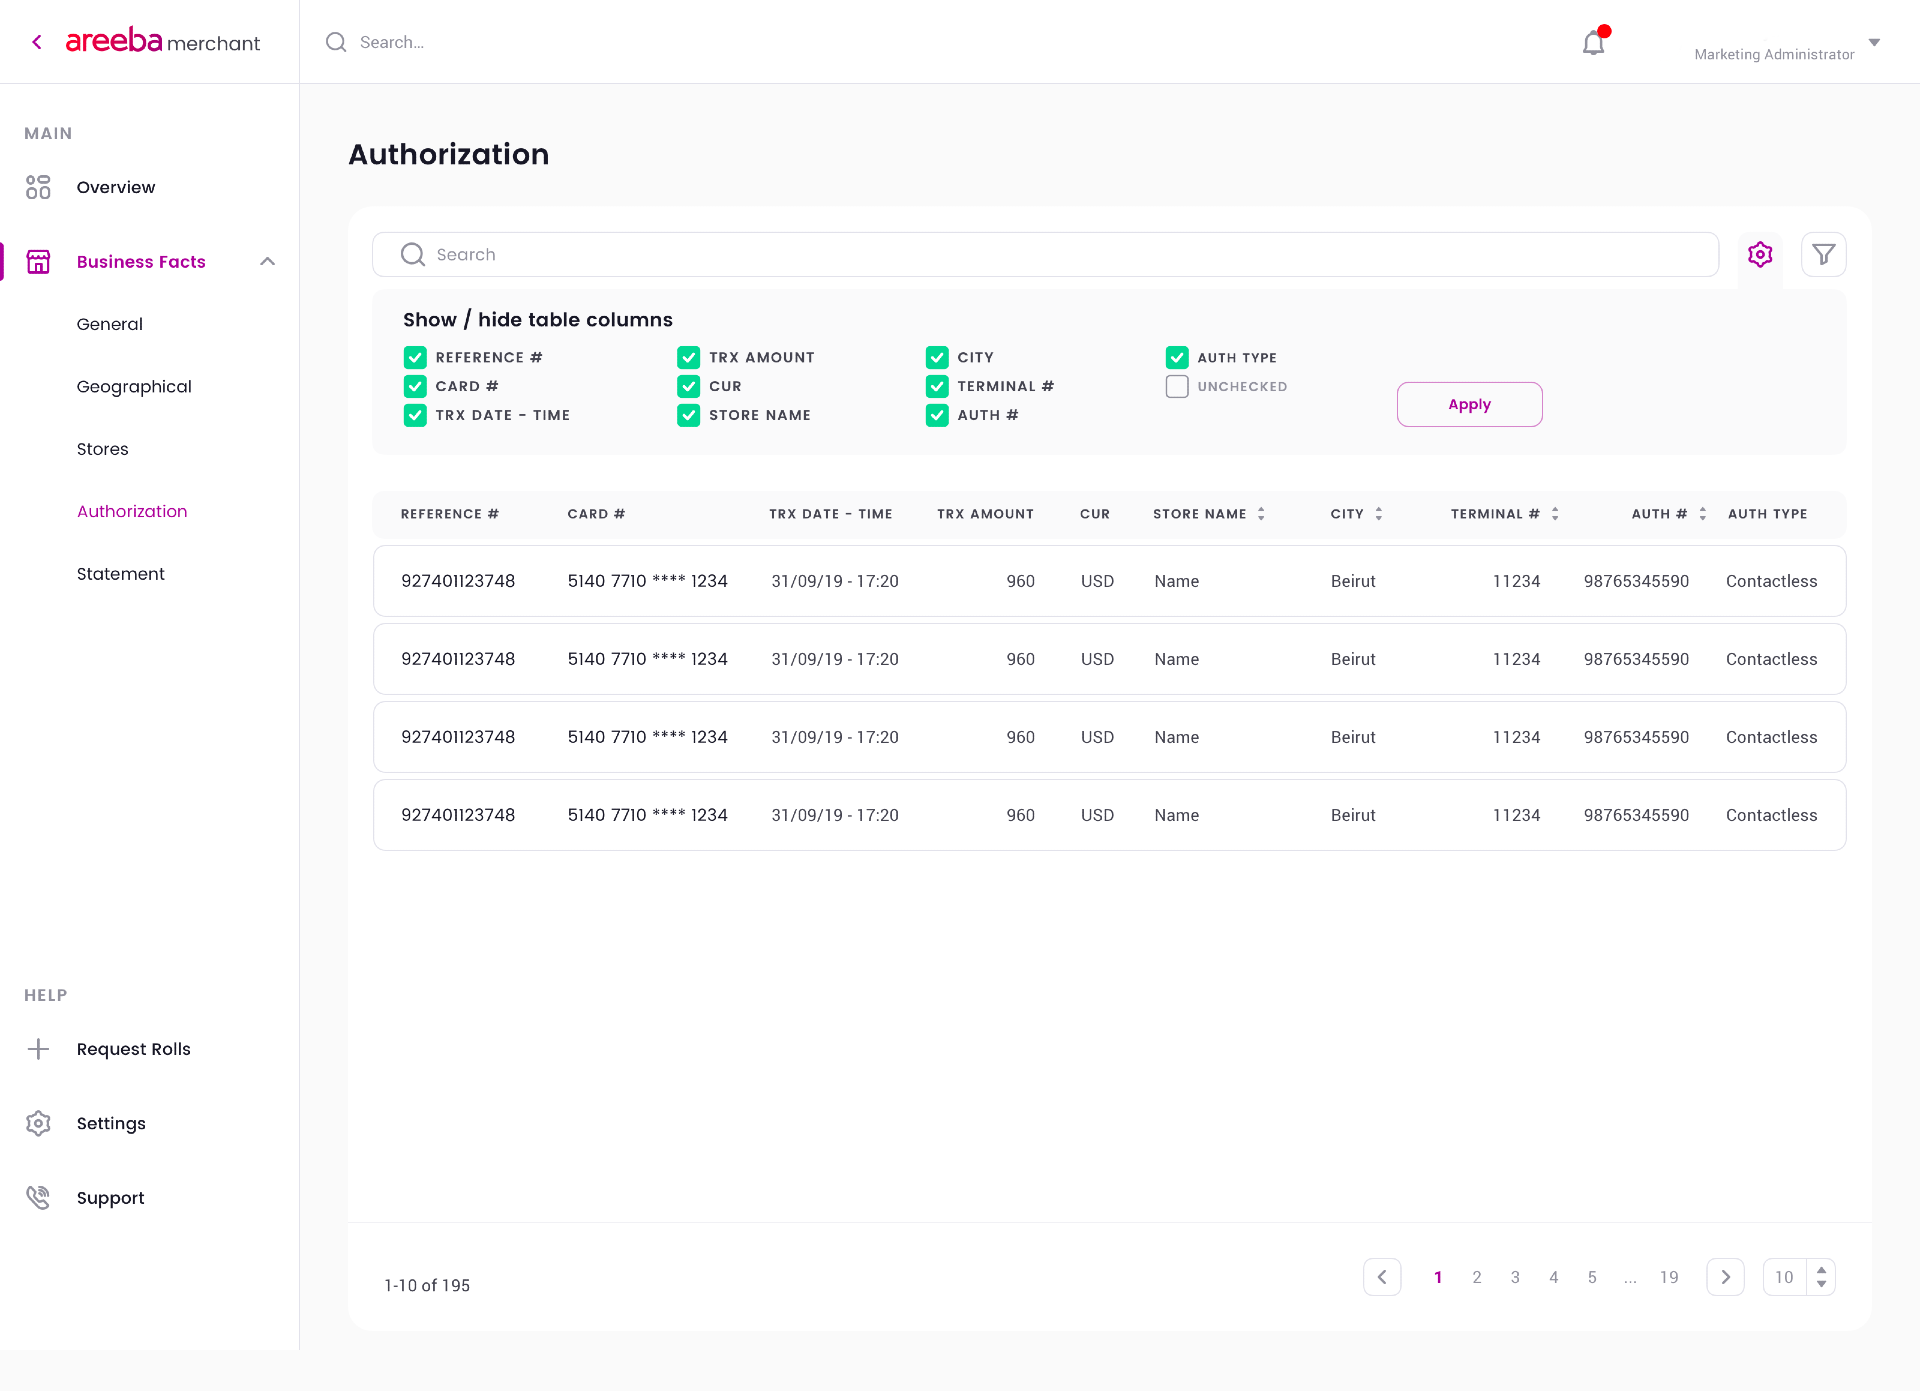 areeba merchant
Search...
Marketing Administrator
MAIN
Overview
Business Facts
General
Geographical
Stores
Authorization
Statement
HELP
Request Rolls
Settings
Support
Authorization
Search
Show / hide table columns
REFERENCE # TRX AMOUNT CITY AUTH TYPE
CARD # CUR TERMINAL # UNCHECKED
TRX DATE - TIME STORE NAME AUTH #
Apply
REFERENCE # CARD # TRX DATE - TIME TRX AMOUNT CUR STORE NAME CITY TERMINAL # AUTH # AUTH TYPE
927401123748 5140 7710 **** 1234 31/09/19 - 17:20 960 USD Name Beirut 11234 98765345590 Contactless
927401123748 5140 7710 **** 1234 31/09/19 - 17:20 960 USD Name Beirut 11234 98765345590 Contactless
927401123748 5140 7710 **** 1234 31/09/19 - 17:20 960 USD Name Beirut 11234 98765345590 Contactless
927401123748 5140 7710 **** 1234 31/09/19 - 17:20 960 USD Name Beirut 11234 98765345590 Contactless
1-10 of 195
1 2 3 4 5 ... 19 10